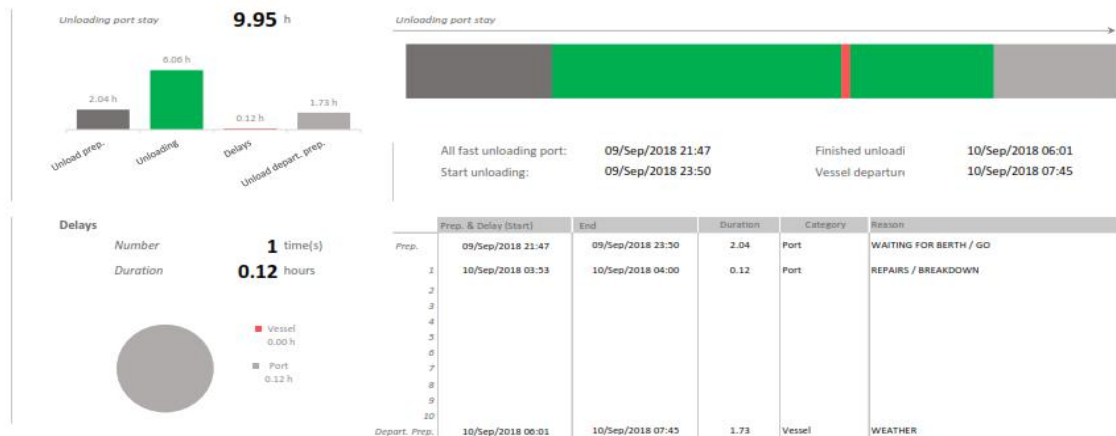 Unloading port stay 9.95 h
6.06 h
2.04 h
1.73 h
0.12 h
Unload prep.
Unloading
Delays
Unload depart. prep.
Unloading port stay
All fast unloading port: 09/Sep/2018 21:47 Finished unloadi 10/Sep/2018 06:01
Start unloading: 09/Sep/2018 23:50 Vessel departur 10/Sep/2018 07:45
Delays
Number 1 time(s)
Duration 0.12 hours
Vessel
0.00 h
Port
0.12 h
Prep. & Delay (Start) End Duration Category Reason
Prep. 09/Sep/2018 21:47 09/Sep/2018 23:50 2.04 Port WAITING FOR BERTH / GO
1 10/Sep/2018 03:53 10/Sep/2018 04:00 0.12 Port REPAIRS / BREAKDOWN
2
3
4
5
6
7
8
9
10
Depart. Prep. 10/Sep/2018 06:01 10/Sep/2018 07:45 1.73 Vessel WEATHER